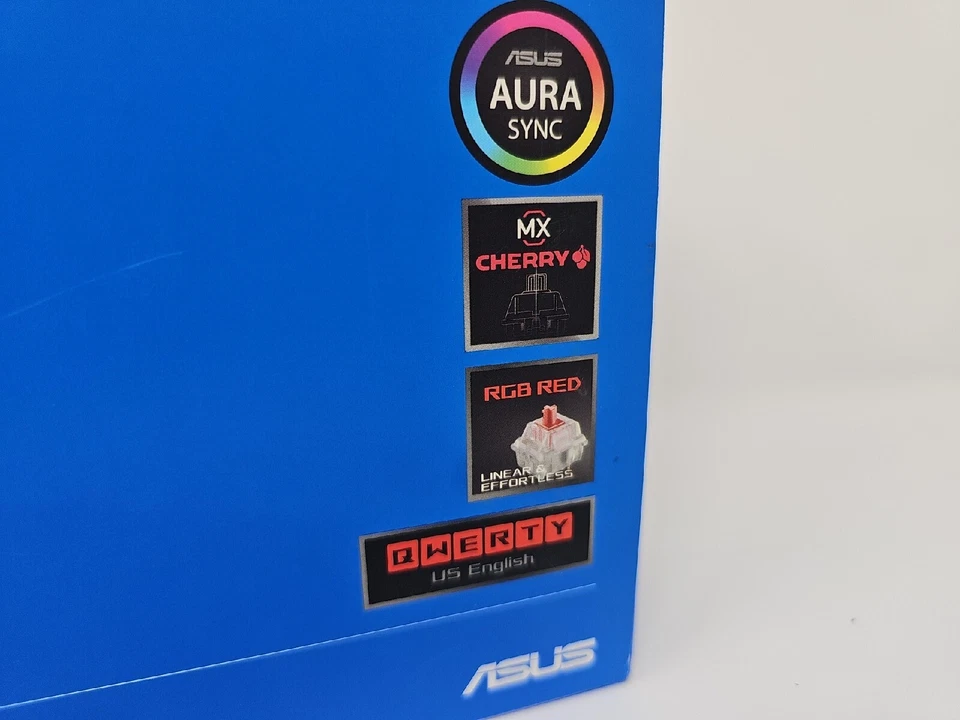 ASUS
AURA
SYNC
MX
CHERRY
RGB RED
LINEAR &
EFFORTLESS
QWERTY
US English
ASUS